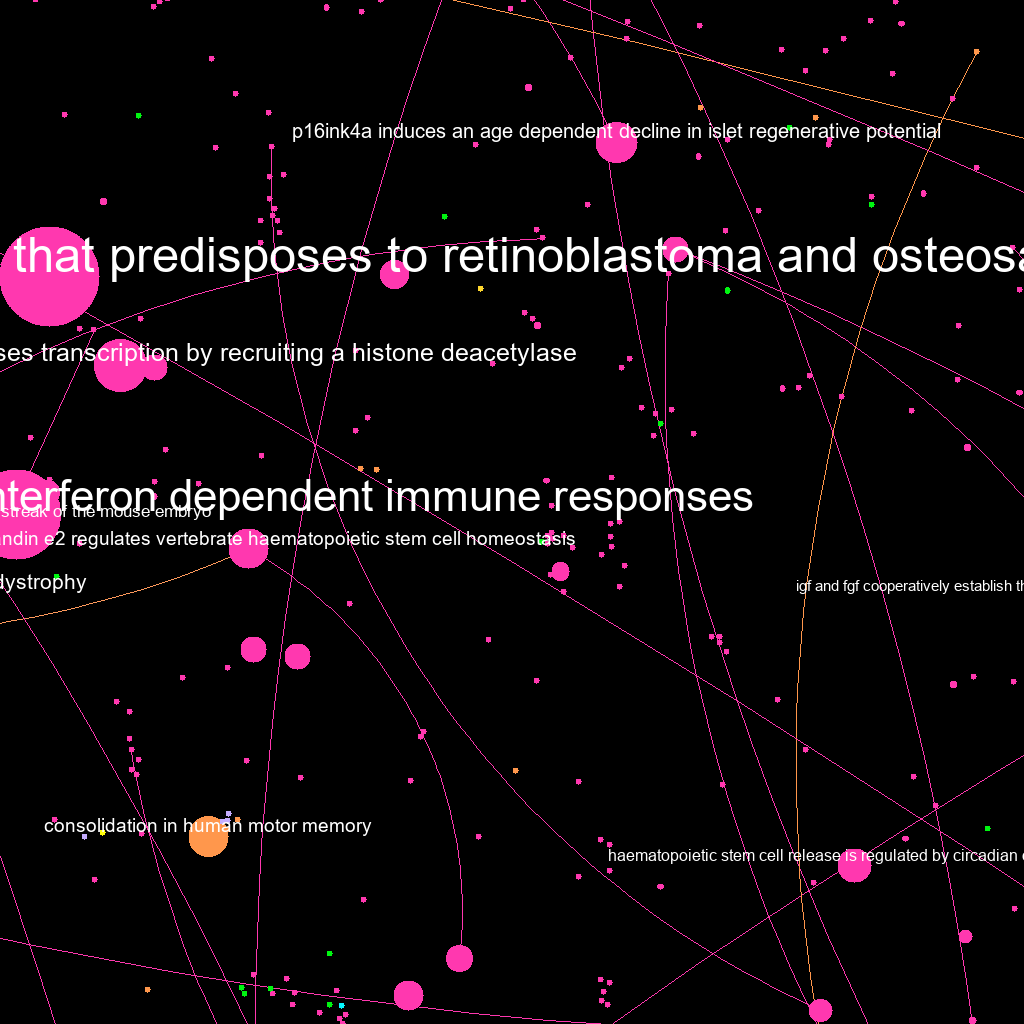 p16ink4a induces an age dependent decline in islet regenerative potential
that predisposes to retinoblastoma and osteosa
ses transcription by recruiting a histone deacetylase
nterferon dependent immune responses
streak of the mouse embryo
andin e2 regulates vertebrate haematopoietic stem cell homeostasis
dystrophy
igf and fgf cooperatively establish th
consolidation in human motor memory
haematopoietic stem cell release is regulated by circadian